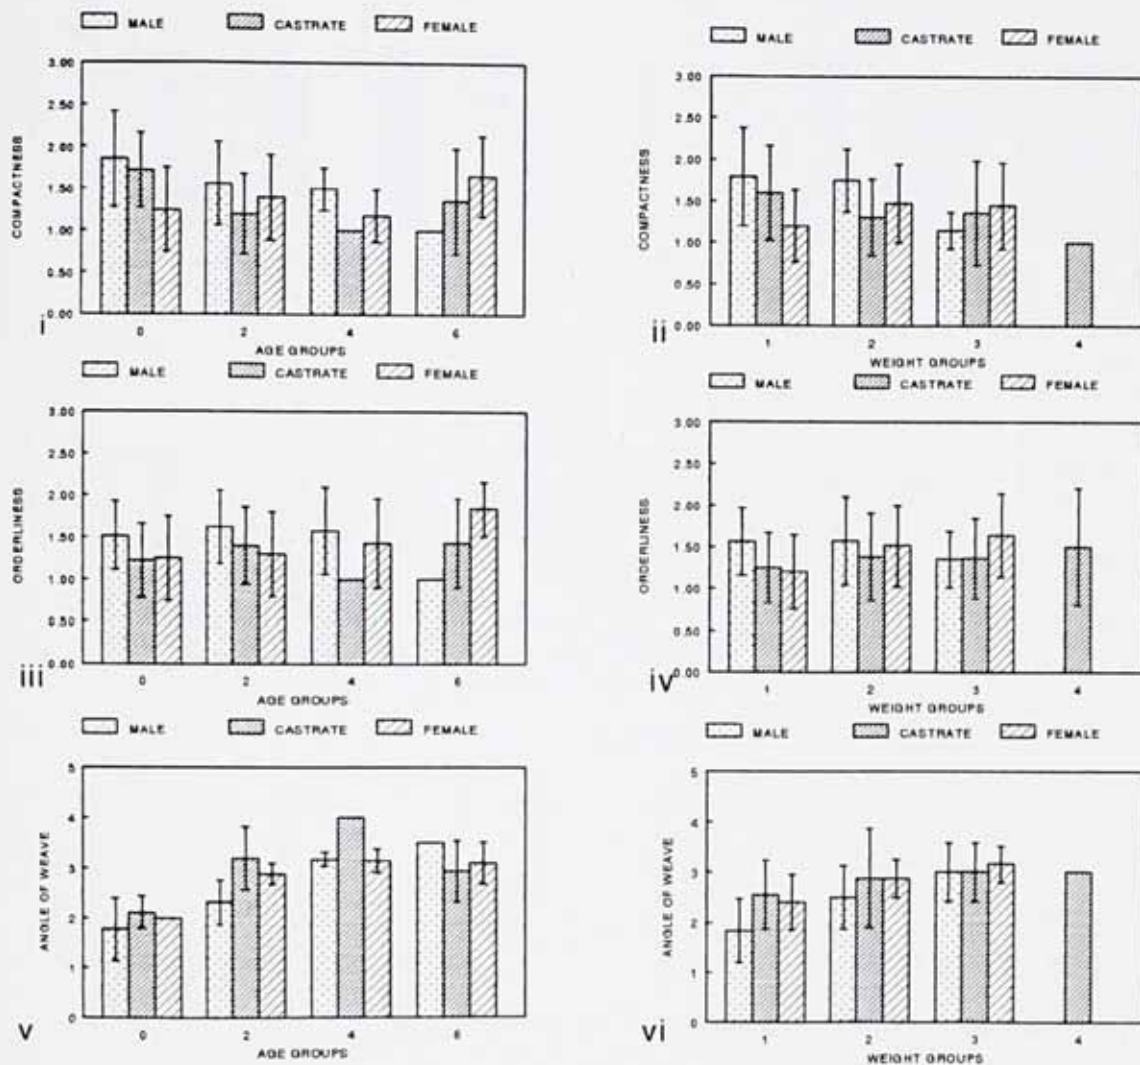 MALE CASTRATE FEMALE
3.00
2.50
2.00
1.50
1.00
0.50
0.00
COMPACTNESS
0 2 4 6
AGE GROUPS
i
MALE CASTRATE FEMALE
3.00
2.50
2.00
1.50
1.00
0.50
0.00
COMPACTNESS
1 2 3 4
WEIGHT GROUPS
ii
MALE CASTRATE FEMALE
3.00
2.50
2.00
1.50
1.00
0.50
0.00
ORDERLINESS
0 2 4 6
AGE GROUPS
iii
MALE CASTRATE FEMALE
3.00
2.50
2.00
1.50
1.00
0.50
0.00
ORDERLINESS
1 2 3 4
WEIGHT GROUPS
iv
MALE CASTRATE FEMALE
5
4
3
2
1
0
ANGLE OF WEAVE
0 2 4 6
AGE GROUPS
v
MALE CASTRATE FEMALE
5
4
3
2
1
0
ANGLE OF WEAVE
1 2 3 4
WEIGHT GROUPS
vi